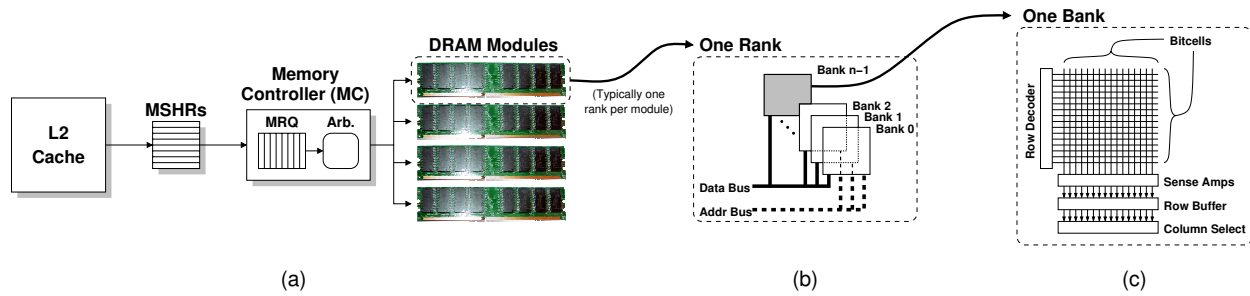 L2
Cache
MSHRs
Memory
Controller (MC)
MRQ
Arb.
DRAM Modules
(Typically one
rank per module)
(a)
One Rank
Bank n−1
Bank 2
Bank 1
Bank 0
Data Bus
Addr Bus
(b)
One Bank
Bitcells
Row Decoder
Sense Amps
Row Buffer
Column Select
(c)